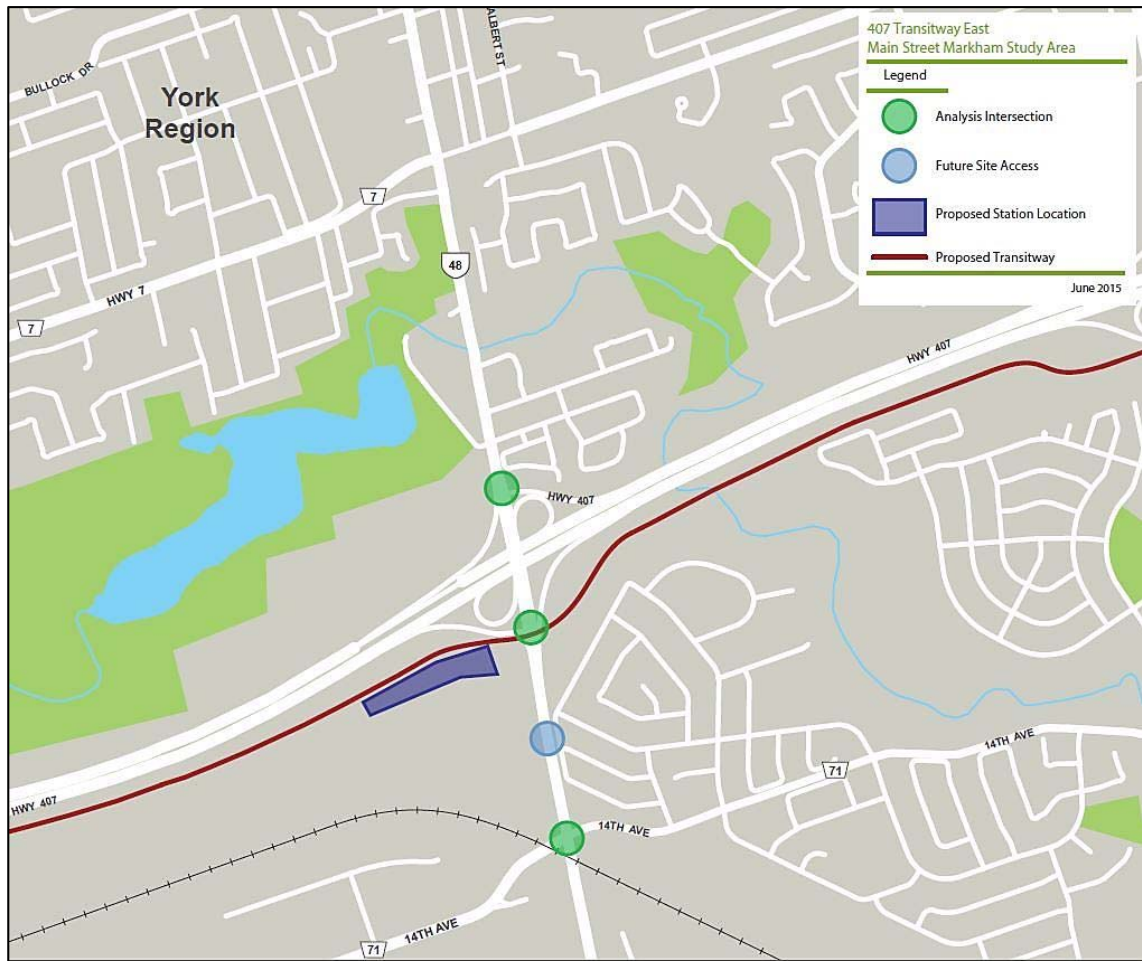 407 Transitway East
Main Street Markham Study Area
Legend
Analysis Intersection
Future Site Access
Proposed Station Location
Proposed Transitway
June 2015
ALBERT ST
BULLOCK DR
York
Region
7
48
HWY 7
7
HWY 407
HWY 407
HWY 407
14TH AVE
71
14TH AVE
14TH AVE
71